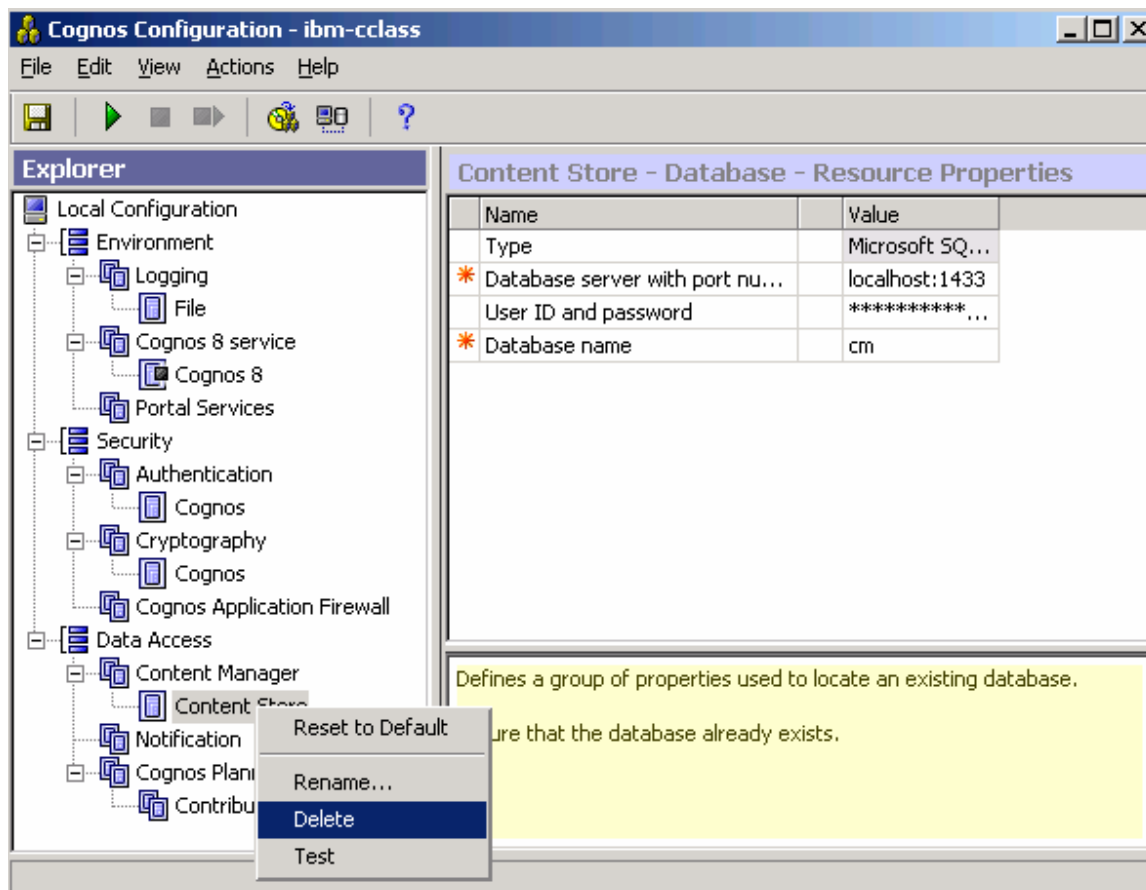 Cognos Configuration - ibm-cclass
File Edit View Actions Help
Explorer
Local Configuration
Environment
Logging
File
Cognos 8 service
Cognos 8
Portal Services
Security
Authentication
Cognos
Cryptography
Cognos
Cognos Application Firewall
Data Access
Content Manager
Content Store
Notification
Cognos Plan
Contribu
Reset to Default
Rename...
Delete
Test
Content Store - Database - Resource Properties
Name Value
Type Microsoft SQ...
* Database server with port nu... localhost:1433
User ID and password **********...
* Database name cm
Defines a group of properties used to locate an existing database.
ure that the database already exists.